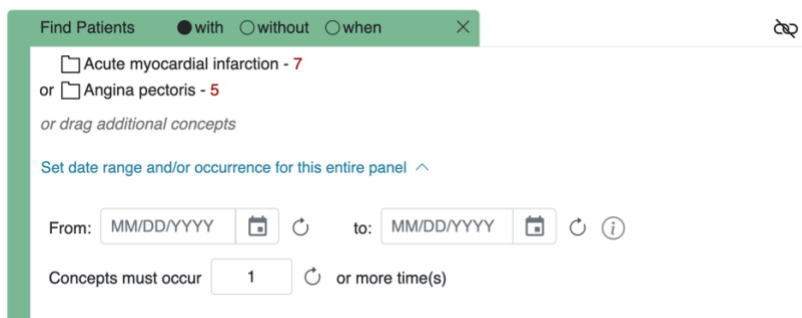 Find Patients with without when
Acute myocardial infarction - 7
or Angina pectoris - 5
or drag additional concepts
Set date range and/or occurrence for this entire panel
From: MM/DD/YYYY to: MM/DD/YYYY i
Concepts must occur 1 or more time(s)